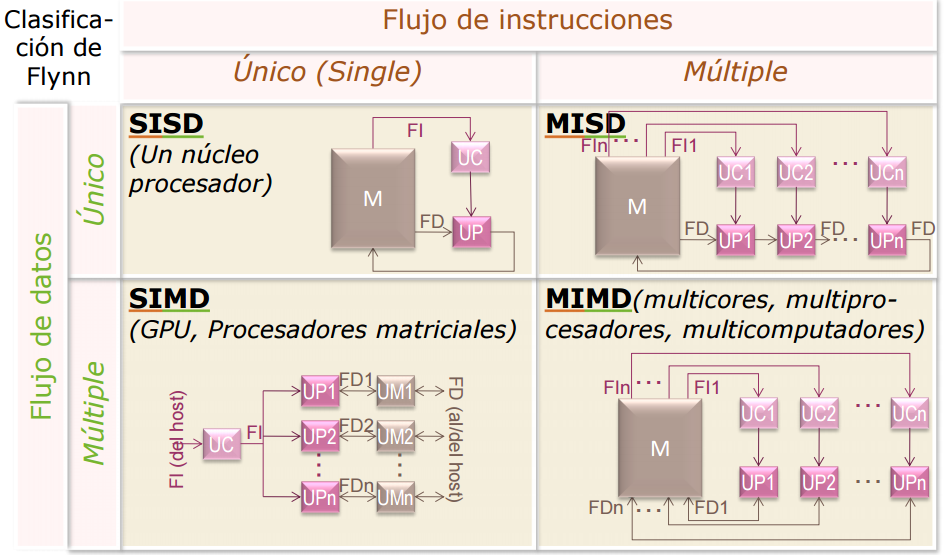 Clasifica-
ción de
Flynn
Flujo de instrucciones
Único (Single)
Múltiple
Flujo de datos
Único
Múltiple
SISD
(Un núcleo
procesador)
FI
UC
M
FD
UP
MISD
FIn
...
FI1
UC1
UC2
...
UCn
M
FD
UP1
UP2
FD
...
UPn
FD
SIMD
(GPU, Procesadores matriciales)
FI (del host)
UC
FI
UP1
FD1
UM1
UP2
FD2
UM2
...
...
UPn
FDn
UMn
FD (al/del host)
MIMD(multicores, multipro-
cesadores, multicomputadores)
FIn
...
FI1
UC1
UC2
...
UCn
M
UP1
UP2
...
UPn
FDn
...
FD1